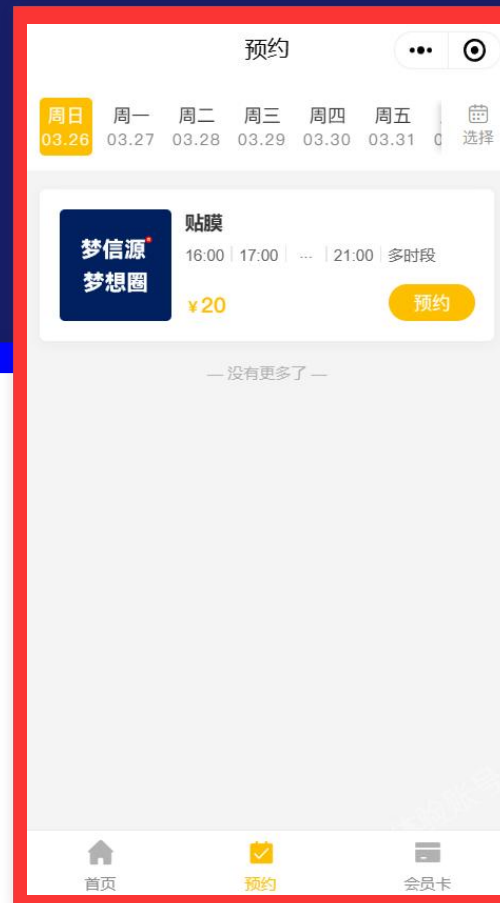 预约
周日 周一 周二 周三 周四 周五
03.26 03.27 03.28 03.29 03.30 03.31 选择
梦信源
梦想圈
贴膜
16:00 17:00 ... 21:00 多时段
¥20
预约
— 没有更多了 —
首页 预约 会员卡